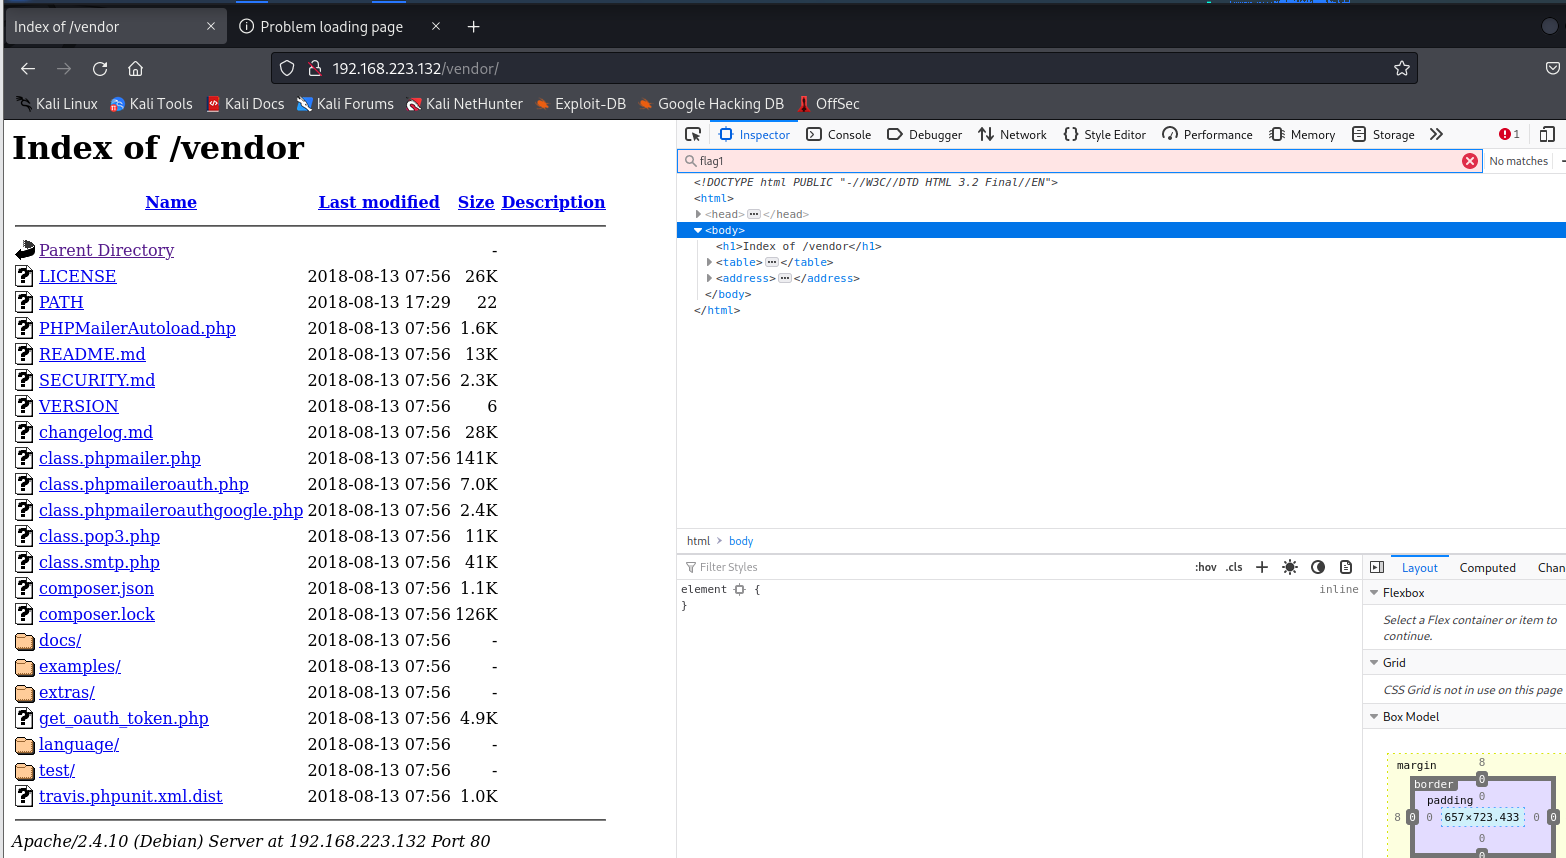 Index of /vendor
Problem loading page
192.168.223.132/vendor/
Kali Linux Kali Tools Kali Docs Kali Forums Kali NetHunter Exploit-DB Google Hacking DB OffSec
Index of /vendor
Name Last modified Size Description
Parent Directory -
LICENSE 2018-08-13 07:56 26K
PATH 2018-08-13 17:29 22
PHPMailerAutoload.php 2018-08-13 07:56 1.6K
README.md 2018-08-13 07:56 13K
SECURITY.md 2018-08-13 07:56 2.3K
VERSION 2018-08-13 07:56 6
changelog.md 2018-08-13 07:56 28K
class.phpmailer.php 2018-08-13 07:56 141K
class.phpmaileroauth.php 2018-08-13 07:56 7.0K
class.phpmaileroauthgoogle.php 2018-08-13 07:56 2.4K
class.pop3.php 2018-08-13 07:56 11K
class.smtp.php 2018-08-13 07:56 41K
composer.json 2018-08-13 07:56 1.1K
composer.lock 2018-08-13 07:56 126K
docs/ 2018-08-13 07:56 -
examples/ 2018-08-13 07:56 -
extras/ 2018-08-13 07:56 -
get_oauth_token.php 2018-08-13 07:56 4.9K
language/ 2018-08-13 07:56 -
test/ 2018-08-13 07:56 -
travis.phpunit.xml.dist 2018-08-13 07:56 1.0K
Apache/2.4.10 (Debian) Server at 192.168.223.132 Port 80
Inspector Console Debugger Network Style Editor Performance Memory Storage 1
flag1 No matches
<!DOCTYPE html PUBLIC "-//W3C//DTD HTML 3.2 Final//EN">
<html>
<head> ••• </head>
<body>
<h1>Index of /vendor</h1>
<table> ••• </table>
<address> ••• </address>
</body>
</html>
html > body
Filter Styles :hov .cls
element { inline
}
Layout Computed Chan
Flexbox
Select a Flex container or item to
continue.
Grid
CSS Grid is not in use on this page
Box Model
margin 8
border 0
padding 0
8 0 0 657×723.433 0 0 8
0
0